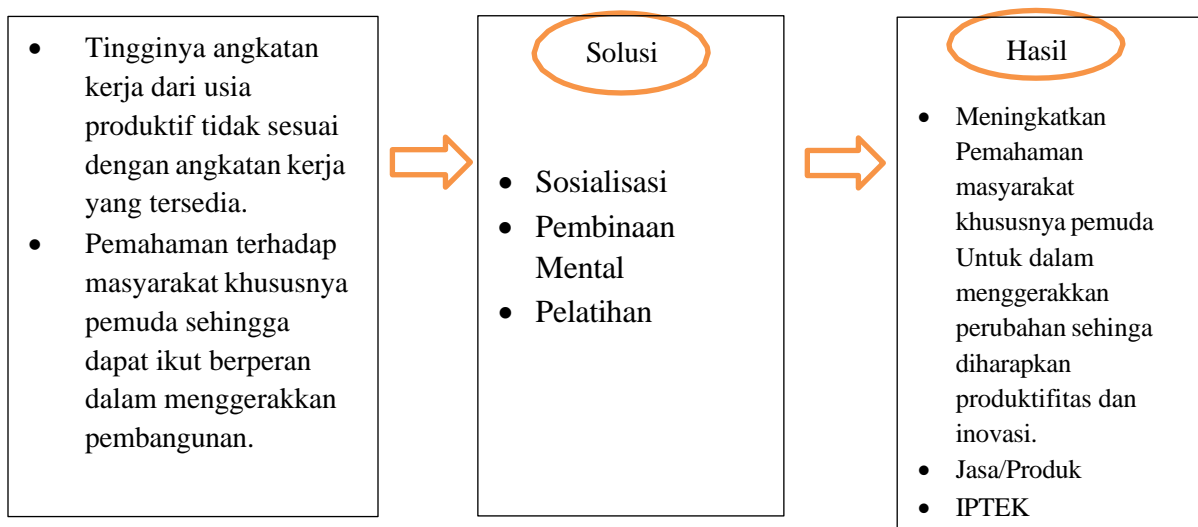 • Tingginya angkatan
kerja dari usia
produktif tidak sesuai
dengan angkatan kerja
yang tersedia.
• Pemahaman terhadap
masyarakat khususnya
pemuda sehingga
dapat ikut berperan
dalam menggerakkan
pembangunan.
Solusi
• Sosialisasi
• Pembinaan
Mental
• Pelatihan
Hasil
• Meningkatkan
Pemahaman
masyarakat
khususnya pemuda
Untuk dalam
menggerakkan
perubahan sehinga
diharapkan
produktifitas dan
inovasi.
• Jasa/Produk
• IPTEK